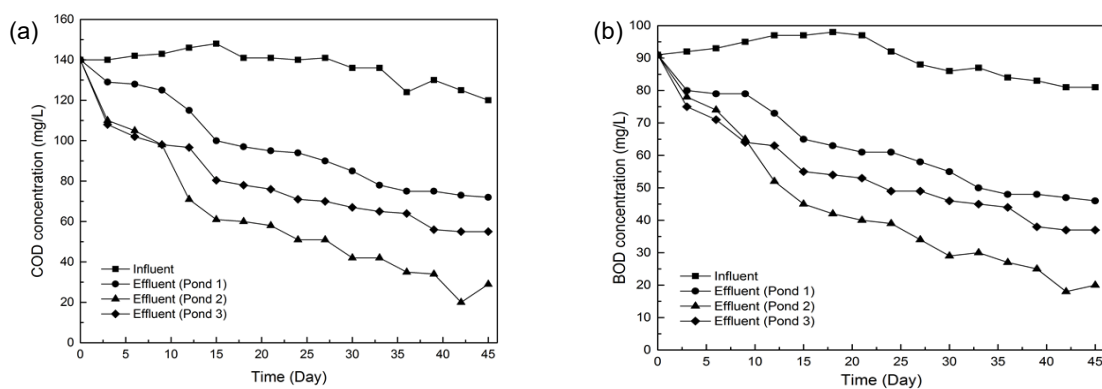 (a)
COD concentration (mg/L)
160
140
120
100
80
60
40
20
0
Influent
Effluent (Pond 1)
Effluent (Pond 2)
Effluent (Pond 3)
0 5 10 15 20 25 30 35 40 45
Time (Day)
(b)
BOD concentration (mg/L)
100
90
80
70
60
50
40
30
20
10
0
Influent
Effluent (Pond 1)
Effluent (Pond 2)
Effluent (Pond 3)
0 5 10 15 20 25 30 35 40 45
Time (Day)